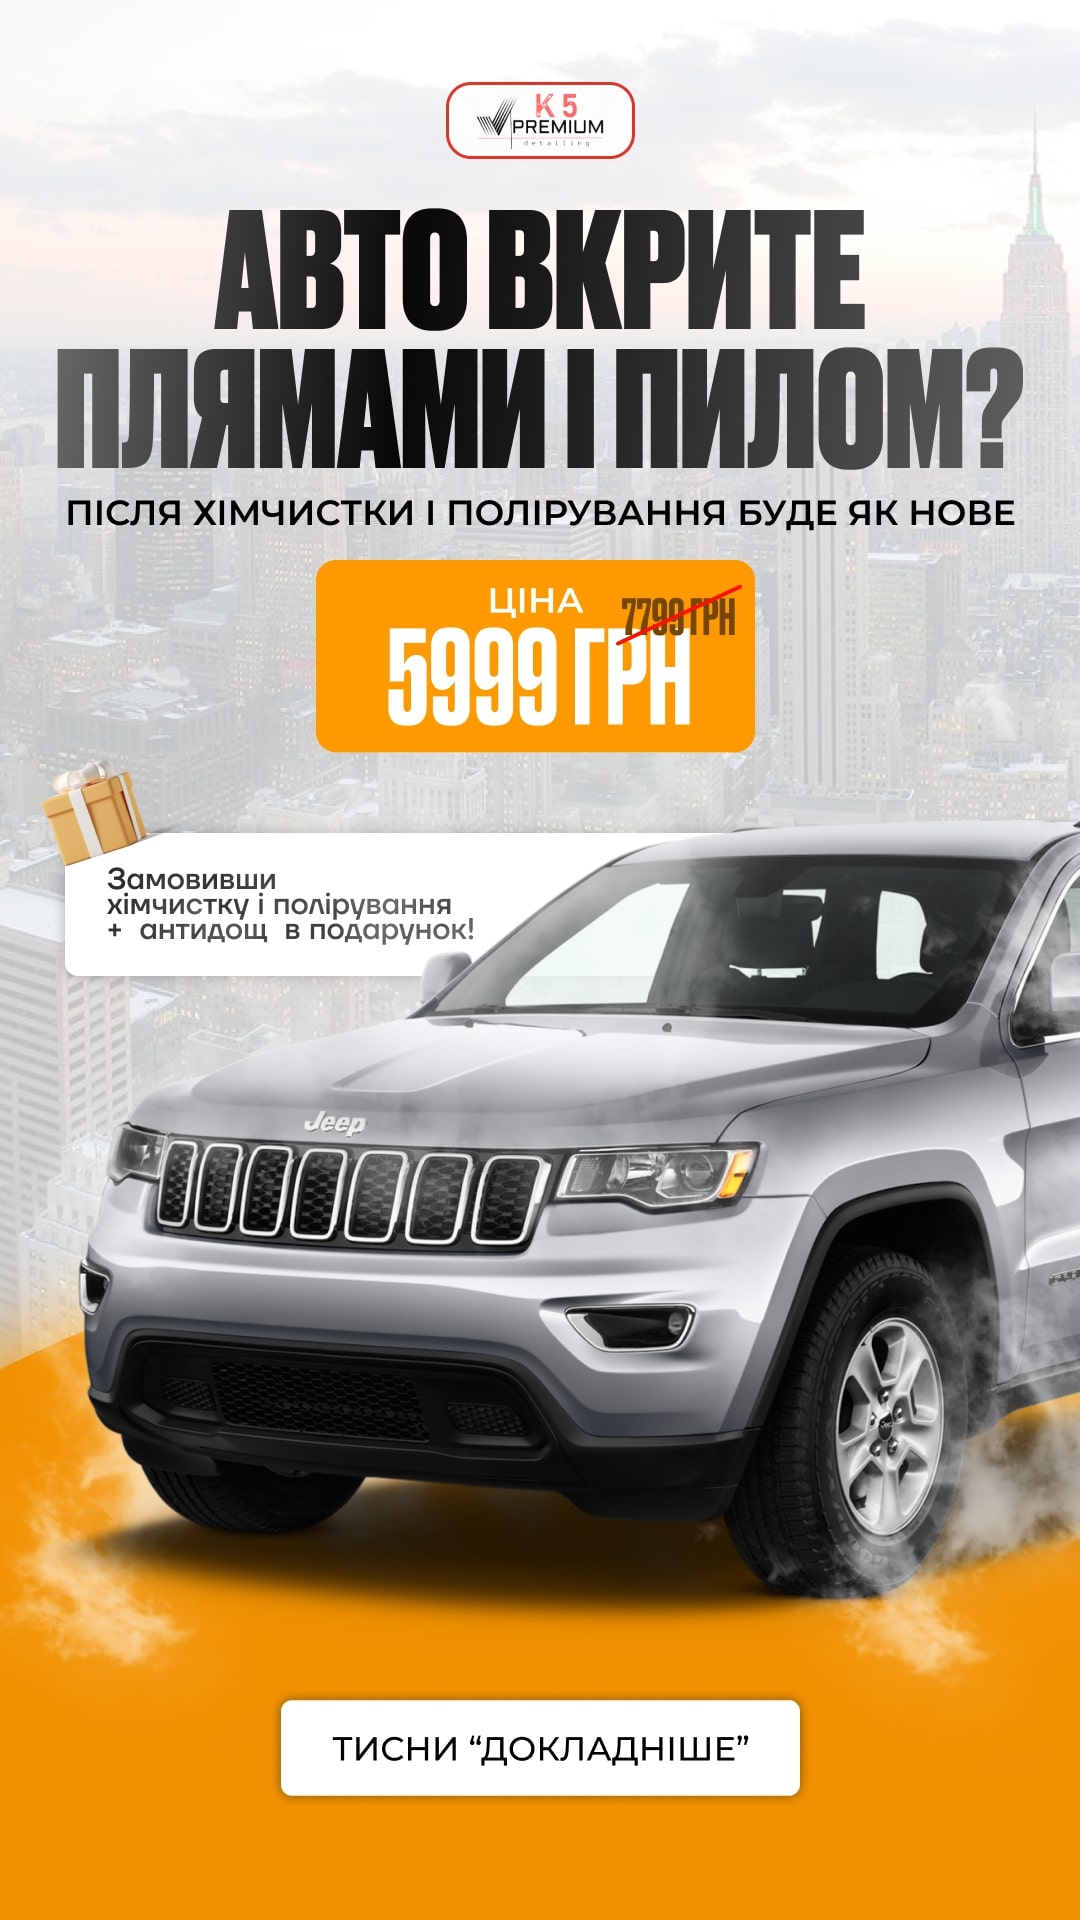 K 5
PREMIUM
detailing
АВТО ВКРИТЕ
ПЛЯМАМИ І ПИЛОМ?
ПІСЛЯ ХІМЧИСТКИ І ПОЛІРУВАННЯ БУДЕ ЯК НОВЕ
ЦІНА
7799 ГРН
5999 ГРН
Замовивши
хімчистку і полірування
+ антидощ в подарунок!
Jeep
ТИСНИ “ДОКЛАДНІШЕ”